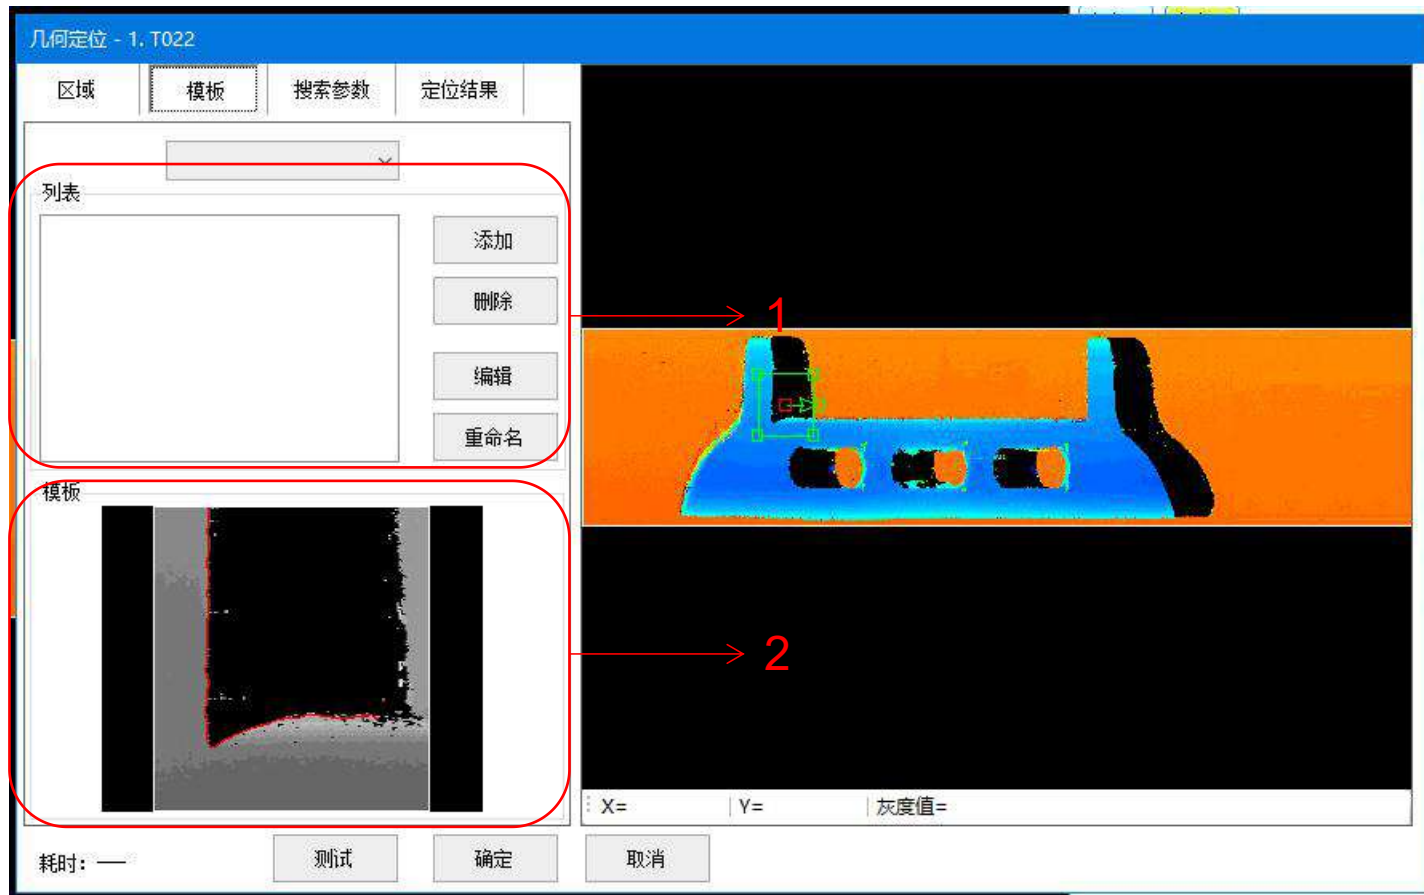 几何定位 - 1. T022
区域 模板 搜索参数 定位结果
列表
添加
删除
编辑
重命名
模板
1
2
X= Y= 灰度值=
耗时: —— 测试 确定 取消